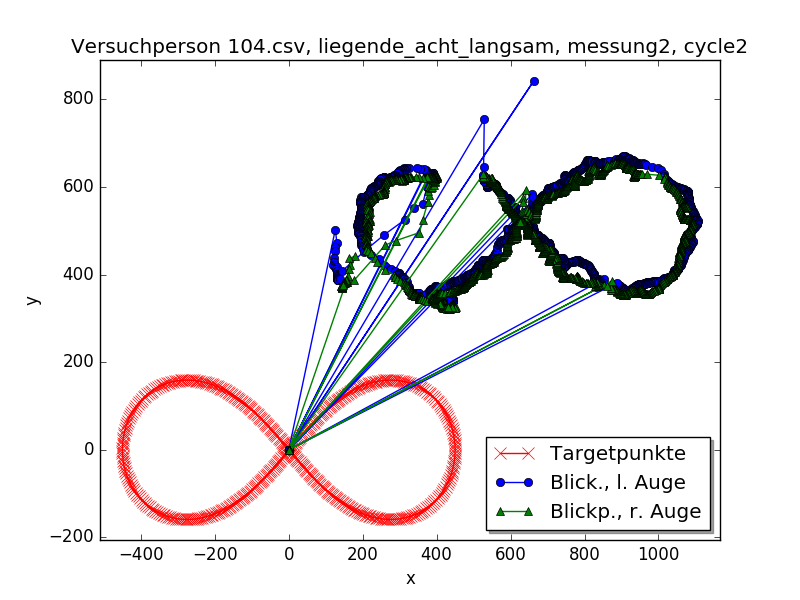 Versuchperson 104.csv, liegende_acht_langsam, messung2, cycle2
800
600
400
200
0
−200
y
−400 −200 0 200 400 600 800 1000
x
Targetpunkte
Blick., l. Auge
Blickp., r. Auge